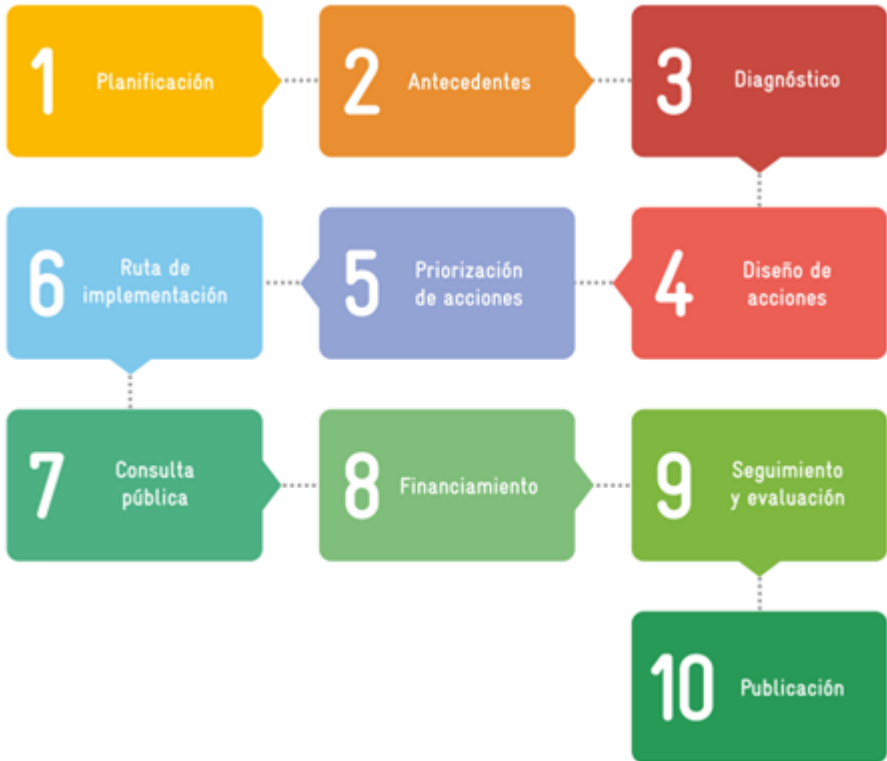 1 Planificación
2 Antecedentes
3 Diagnóstico
4 Diseño de
acciones
5 Priorización
de acciones
6 Ruta de
implementación
7 Consulta
pública
8 Financiamiento
9 Seguimiento
y evaluación
10 Publicación